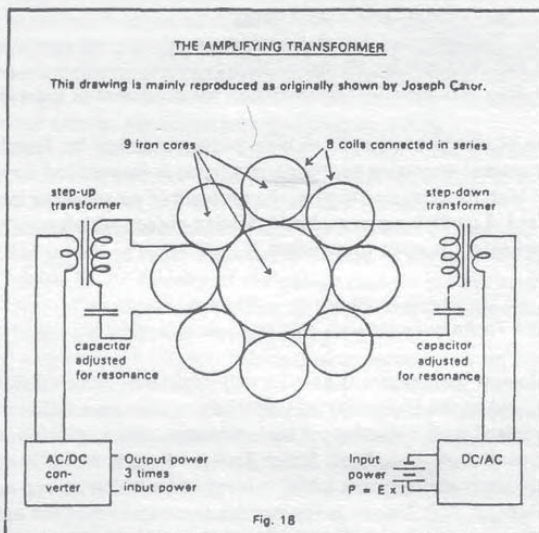 THE AMPLIFYING TRANSFORMER
This drawing is mainly reproduced as originally shown by Joseph Cater.
9 iron cores
8 coils connected in series
step-up
transformer
step-down
transformer
capacitor
adjusted
for resonance
capacitor
adjusted
for resonance
AC/DC
con-
verter
Output power
3 times
input power
Input
power
P = E x I
DC/AC
Fig. 18